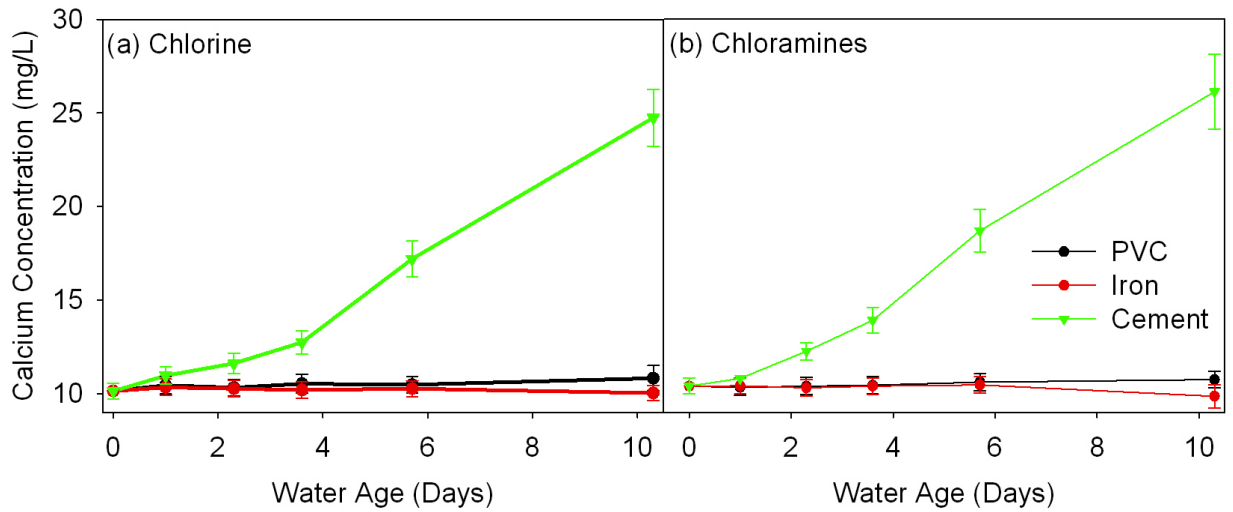 Calcium Concentration (mg/L)
30
25
20
15
10
(a) Chlorine
0 2 4 6 8 10
Water Age (Days)
(b) Chloramines
PVC
Iron
Cement
0 2 4 6 8 10
Water Age (Days)